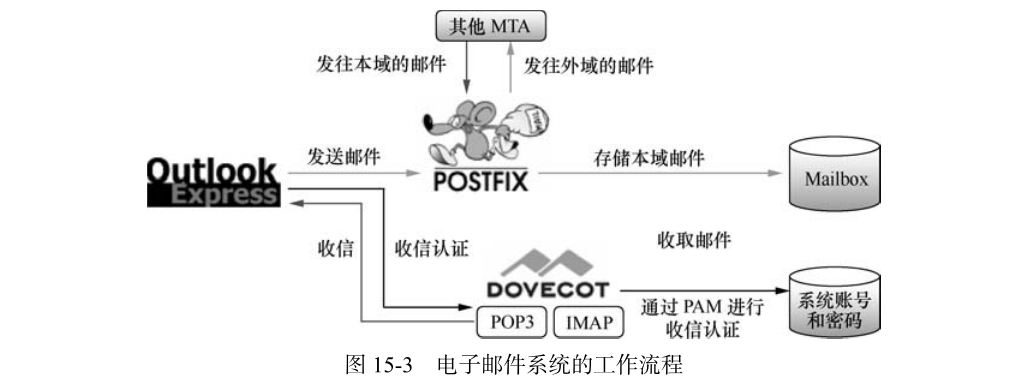 其他 MTA
发往本域的邮件
发往外域的邮件
MAIL
发送邮件
存储本域邮件
Outlook
Express
POSTFIX
Mailbox
收信
收信认证
收取邮件
DOVECOT
POP3
IMAP
通过 PAM 进行
收信认证
系统账号
和密码
图 15-3 电子邮件系统的工作流程